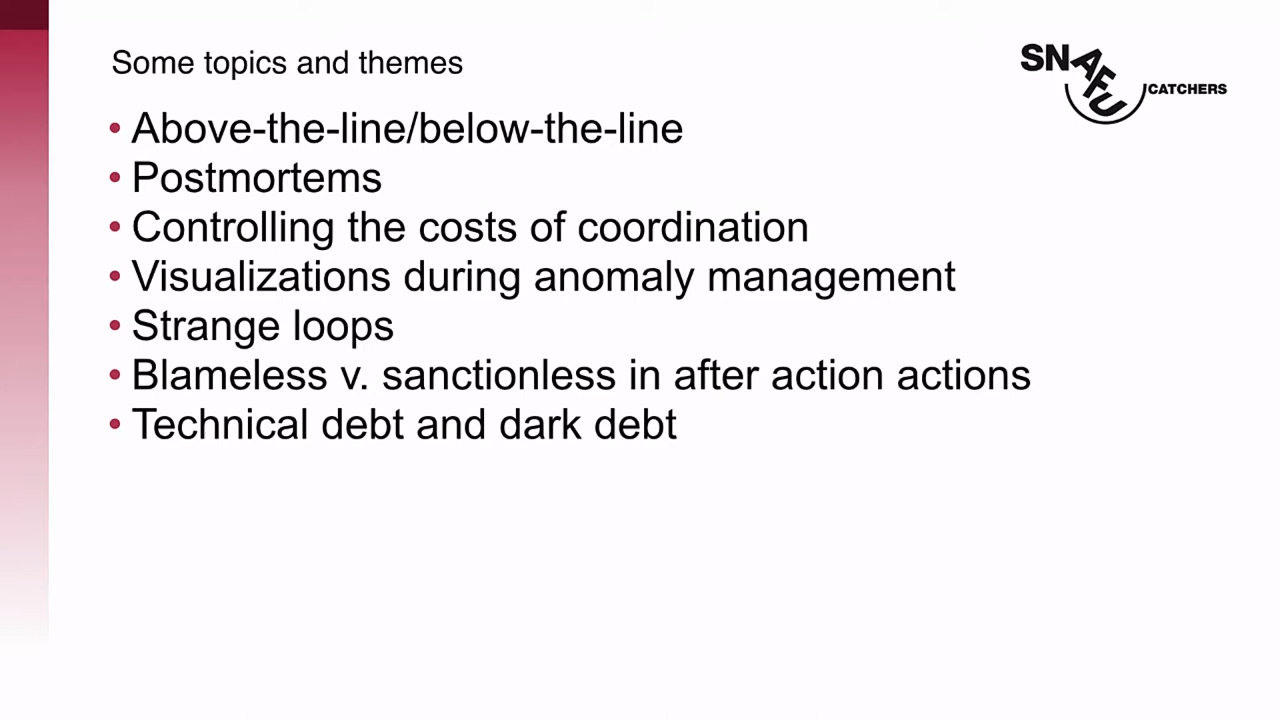 Some topics and themes
SNAFU CATCHERS
• Above-the-line/below-the-line
• Postmortems
• Controlling the costs of coordination
• Visualizations during anomaly management
• Strange loops
• Blameless v. sanctionless in after action actions
• Technical debt and dark debt